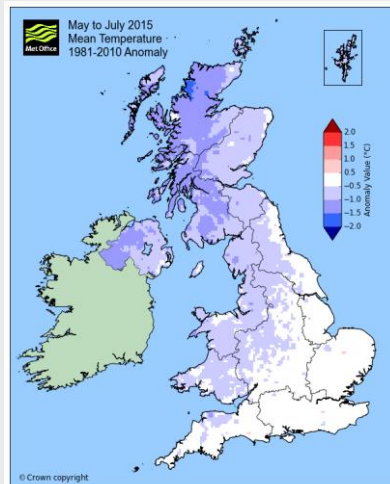 Met Office
May to July 2015
Mean Temperature
1981-2010 Anomaly
2.0
1.5
1.0
0.5
−0.5
−1.0
−1.5
−2.0
Anomaly Value (°C)
© Crown copyright